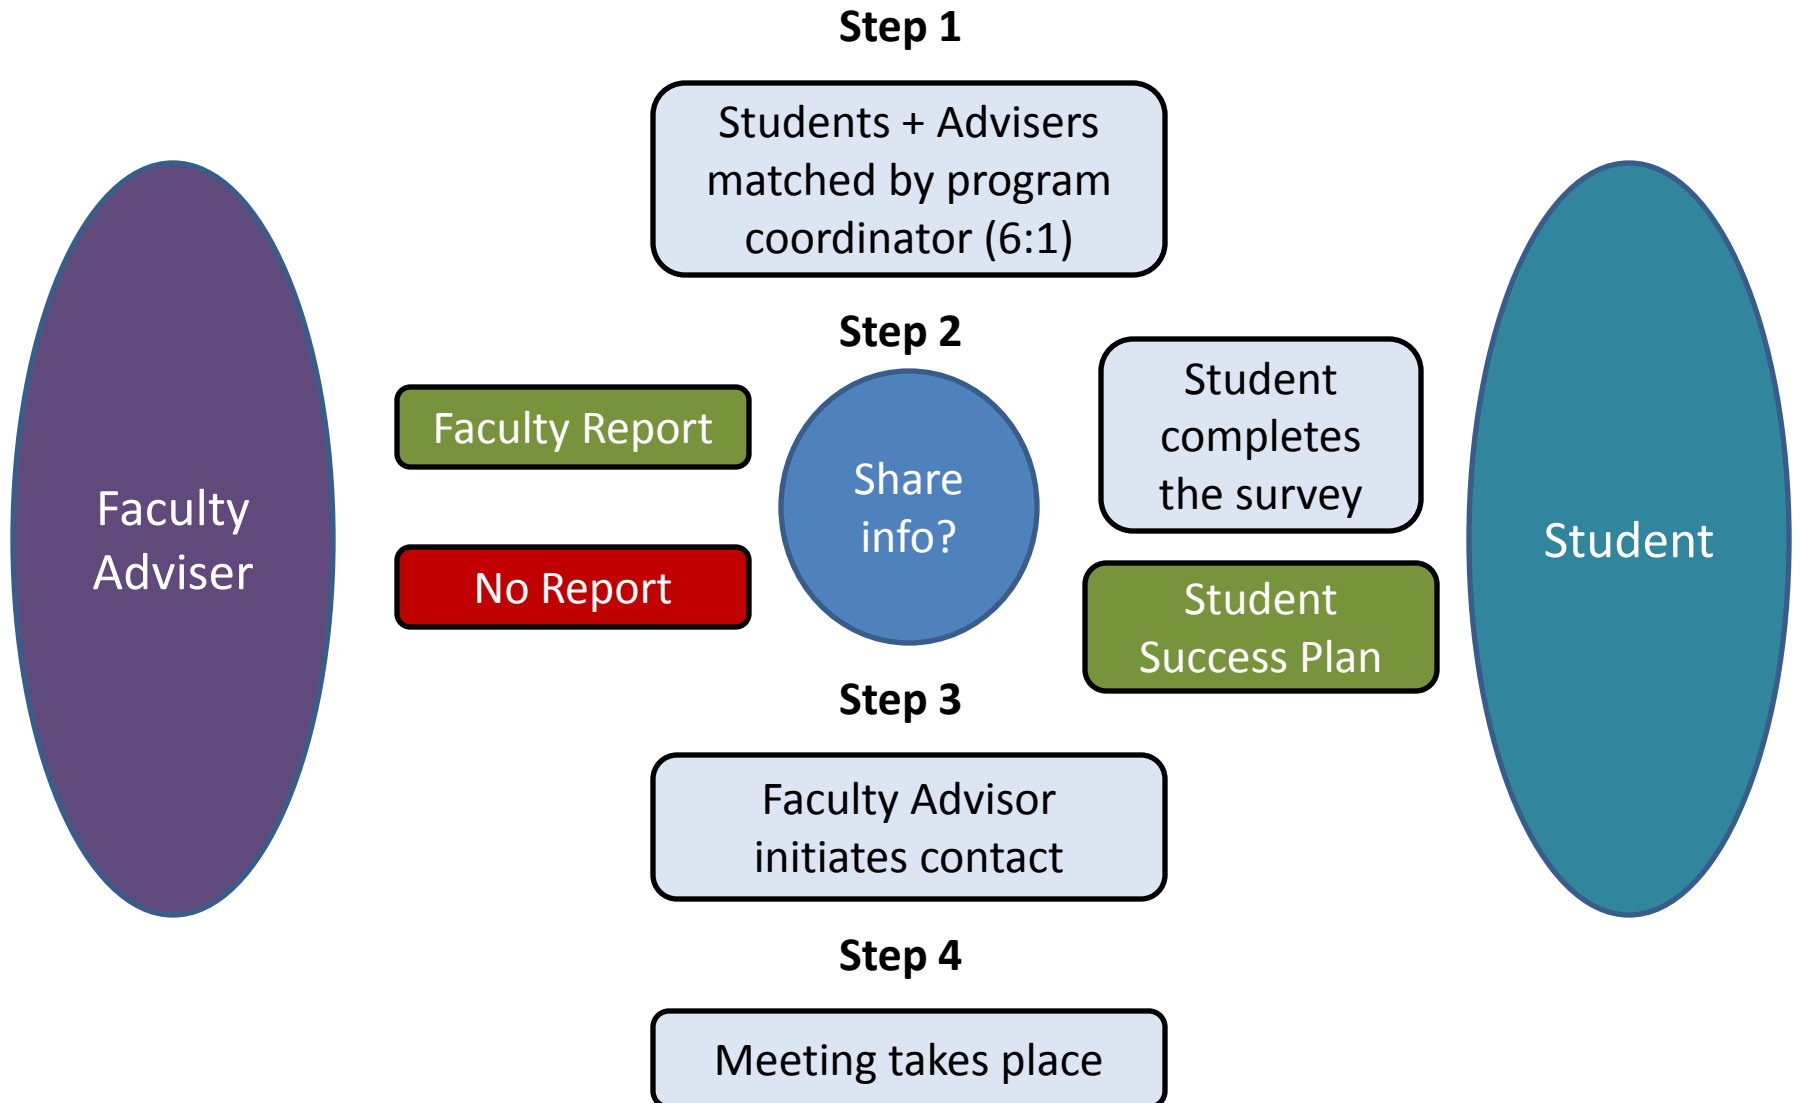 Step 1
Students + Advisers
matched by program
coordinator (6:1)
Step 2
Faculty Report
No Report
Share
info?
Student
completes
the survey
Student
Success Plan
Faculty
Adviser
Student
Step 3
Faculty Advisor
initiates contact
Step 4
Meeting takes place